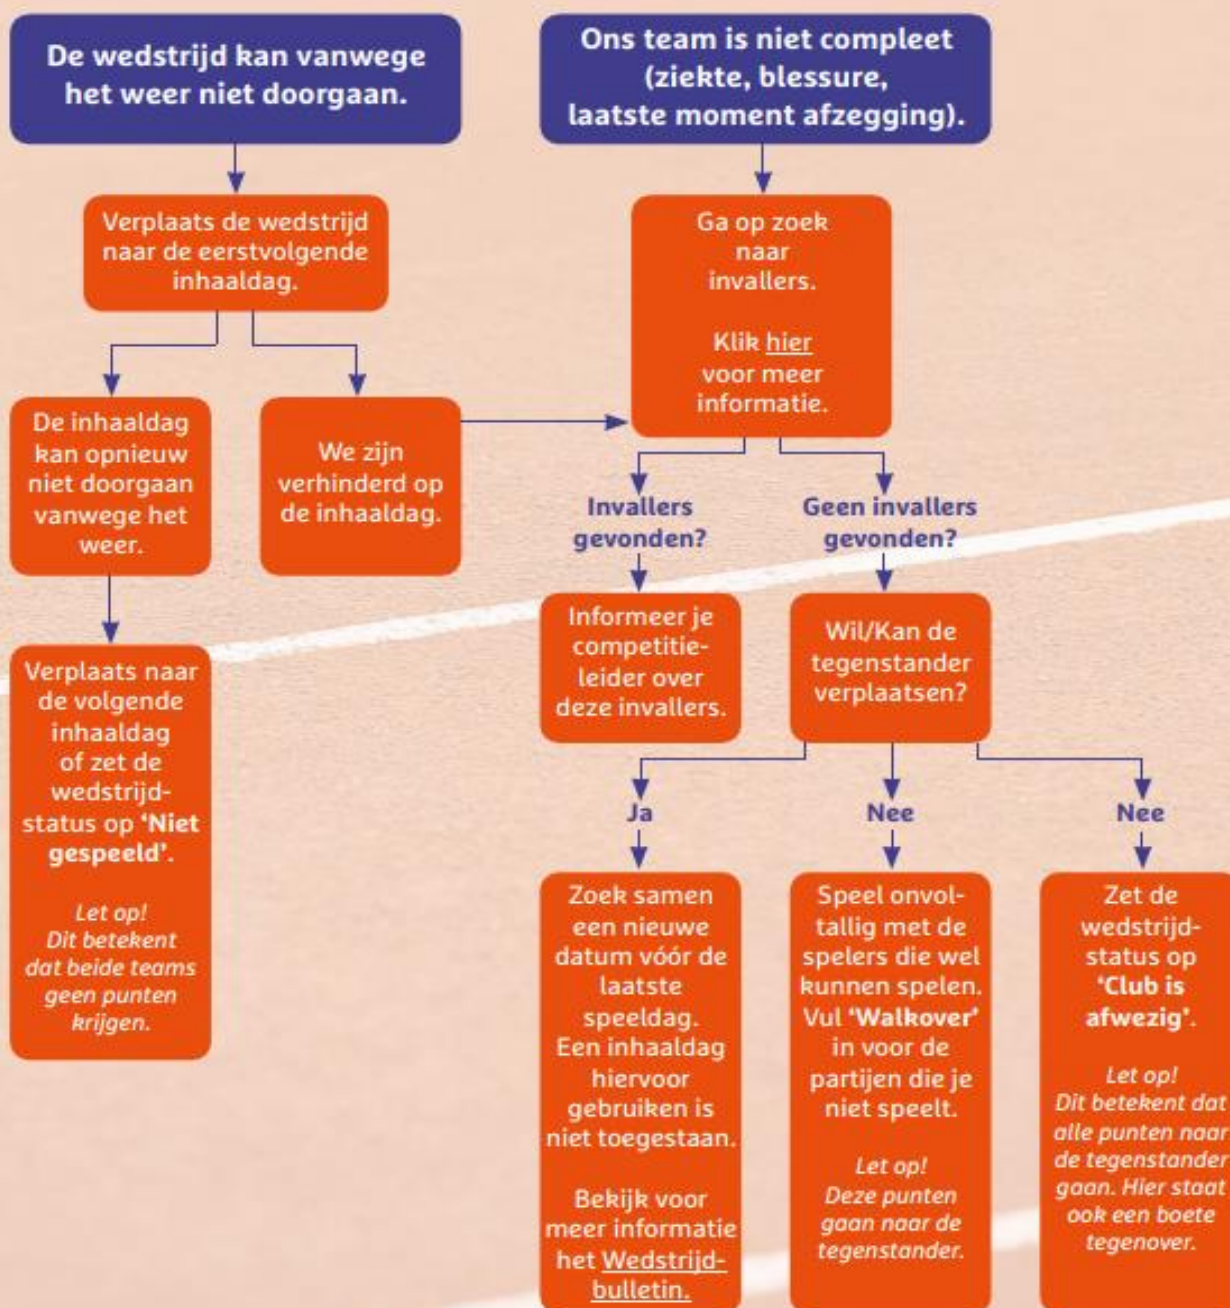 De wedstrijd kan vanwege
het weer niet doorgaan.
Ons team is niet compleet
(ziekte, blessure,
laatste moment afzegging).
Verplaats de wedstrijd
naar de eerstvolgende
inhaaldag.
Ga op zoek
naar
invallers.
Klik hier
voor meer
informatie.
De inhaaldag
kan opnieuw
niet doorgaan
vanwege het
weer.
We zijn
verhinderd op
de inhaaldag.
Invallers
gevonden?
Geen invallers
gevonden?
Verplaats naar
de volgende
inhaaldag
of zet de
wedstrijd-
status op ‘Niet
gespeeld’.
Let op!
Dit betekent
dat beide teams
geen punten
krijgen.
Informeer je
competitie-
leider over
deze invallers.
Wil/Kan de
tegenstander
verplaatsen?
Ja
Nee
Nee
Zoek samen
een nieuwe
datum vóór de
laatste
speeldag.
Een inhaaldag
hiervoor
gebruiken is
niet toegestaan.
Bekijk voor
meer informatie
het Wedstrijd-
bulletin.
Speel onvol-
tallig met de
spelers die wel
kunnen spelen.
Vul ‘Walkover’
in voor de
partijen die je
niet speelt.
Let op!
Deze punten
gaan naar de
tegenstander.
Zet de
wedstrijd-
status op
‘Club is
afwezig’.
Let op!
Dit betekent dat
alle punten naar
de tegenstander
gaan. Hier staat
ook een boete
tegenover.